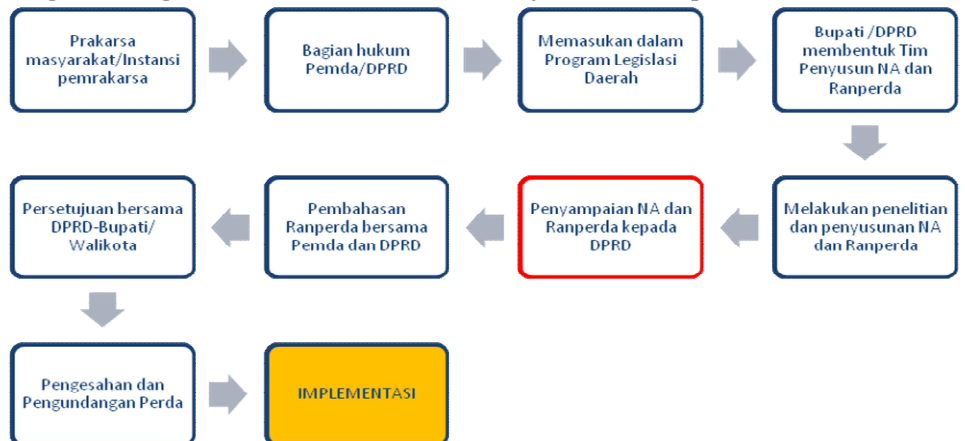 Prakarsa
masyarakat/Instansi
pemrakarsa
Bagian hukum
Pemda/DPRD
Memasukan dalam
Program Legislasi
Daerah
Bupati /DPRD
membentuk Tim
Penyusun NA dan
Ranperda
Melakukan penelitian
dan penyusunan NA
dan Ranperda
Penyampaian NA dan
Ranperda kepada
DPRD
Pembahasan
Ranperda bersama
Pemda dan DPRD
Persetujuan bersama
DPRD-Bupati/
Walikota
Pengesahan dan
Pengundangan Perda
IMPLEMENTASI